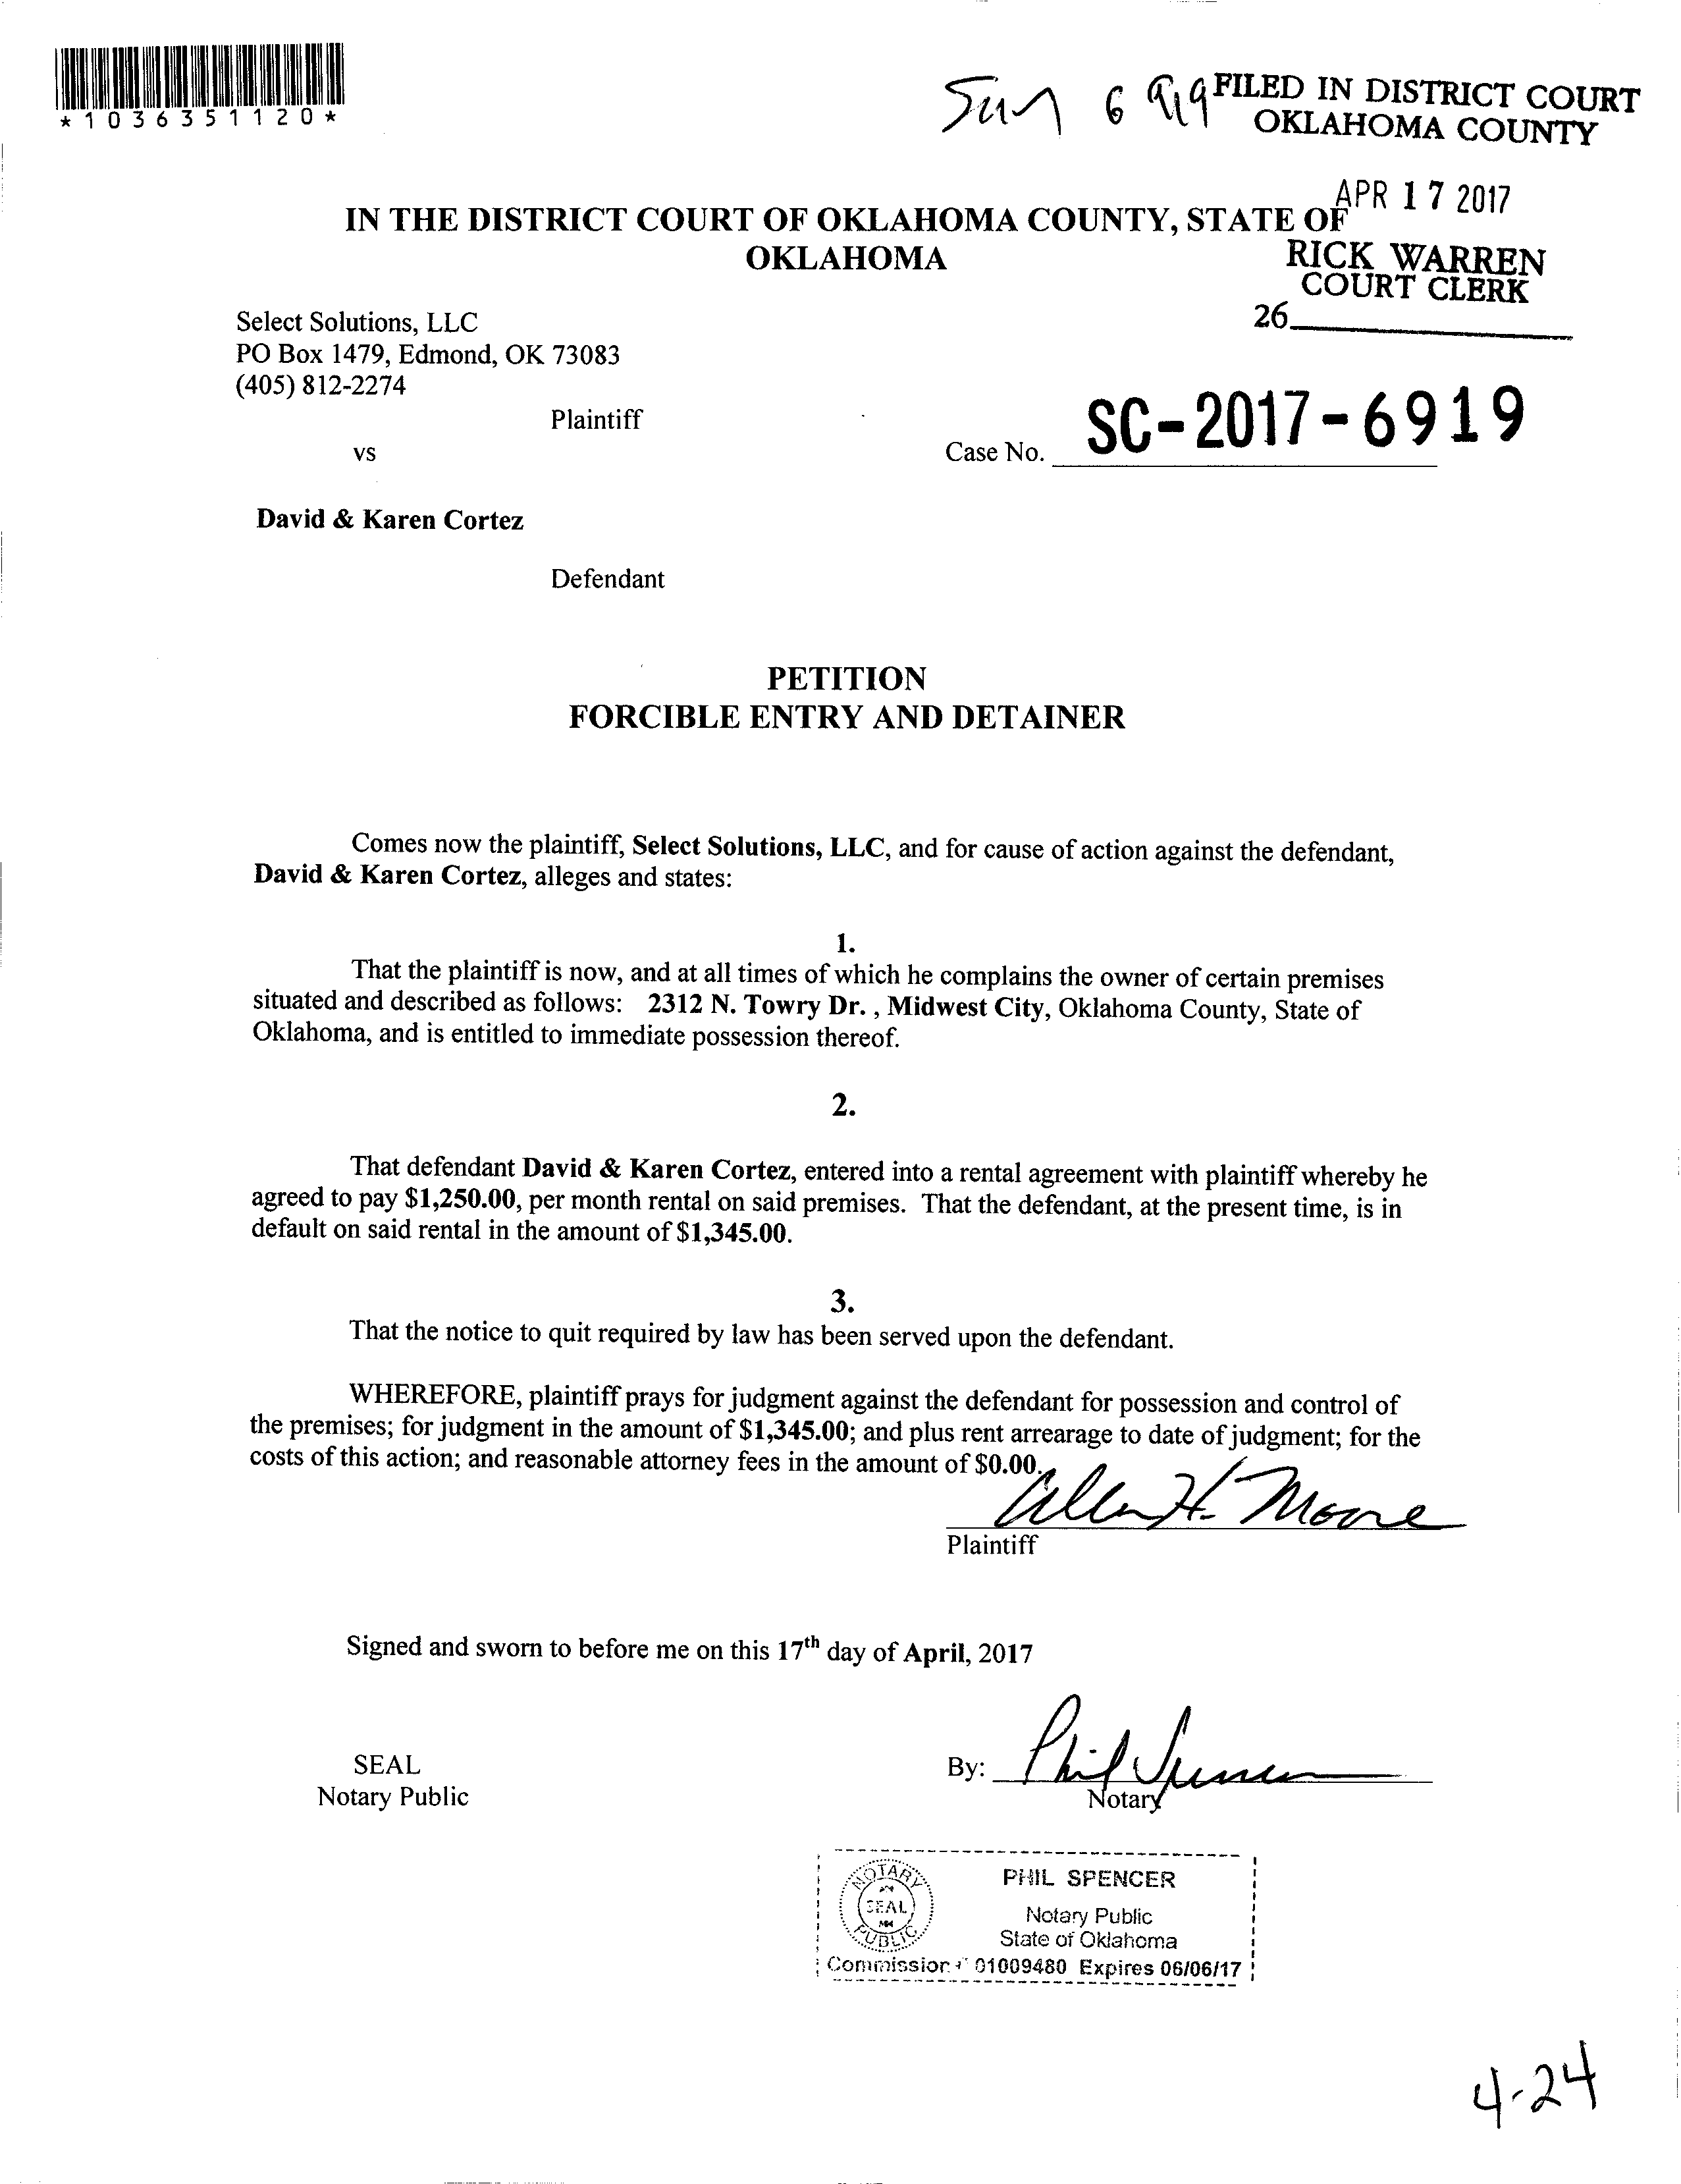 *1036351120*
FILED IN DISTRICT COURT
OKLAHOMA COUNTY
APR 17 2017
IN THE DISTRICT COURT OF OKLAHOMA COUNTY, STATE OF
OKLAHOMA
RICK WARREN
COURT CLERK
26
Select Solutions, LLC
PO Box 1479, Edmond, OK 73083
(405) 812-2274
Plaintiff
vs
Case No. SC-2017-6919
David & Karen Cortez
Defendant
PETITION
FORCIBLE ENTRY AND DETAINER
Comes now the plaintiff, Select Solutions, LLC, and for cause of action against the defendant,
David & Karen Cortez, alleges and states:
1.
That the plaintiff is now, and at all times of which he complains the owner of certain premises
situated and described as follows: 2312 N. Towry Dr. , Midwest City, Oklahoma County, State of
Oklahoma, and is entitled to immediate possession thereof.
2.
That defendant David & Karen Cortez, entered into a rental agreement with plaintiff whereby he
agreed to pay $1,250.00, per month rental on said premises. That the defendant, at the present time, is in
default on said rental in the amount of $1,345.00.
3.
That the notice to quit required by law has been served upon the defendant.
WHEREFORE, plaintiff prays for judgment against the defendant for possession and control of
the premises; for judgment in the amount of $1,345.00; and plus rent arrearage to date of judgment; for the
costs of this action; and reasonable attorney fees in the amount of $0.00.
Allen H. Moore
Plaintiff
Signed and sworn to before me on this 17th day of April, 2017
SEAL
Notary Public
By: Phil Spencer
Notary
NOTARY
SEAL
PUBLIC
PHIL SPENCER
Notary Public
State of Oklahoma
Commission # 01009480 Expires 06/06/17
4-24